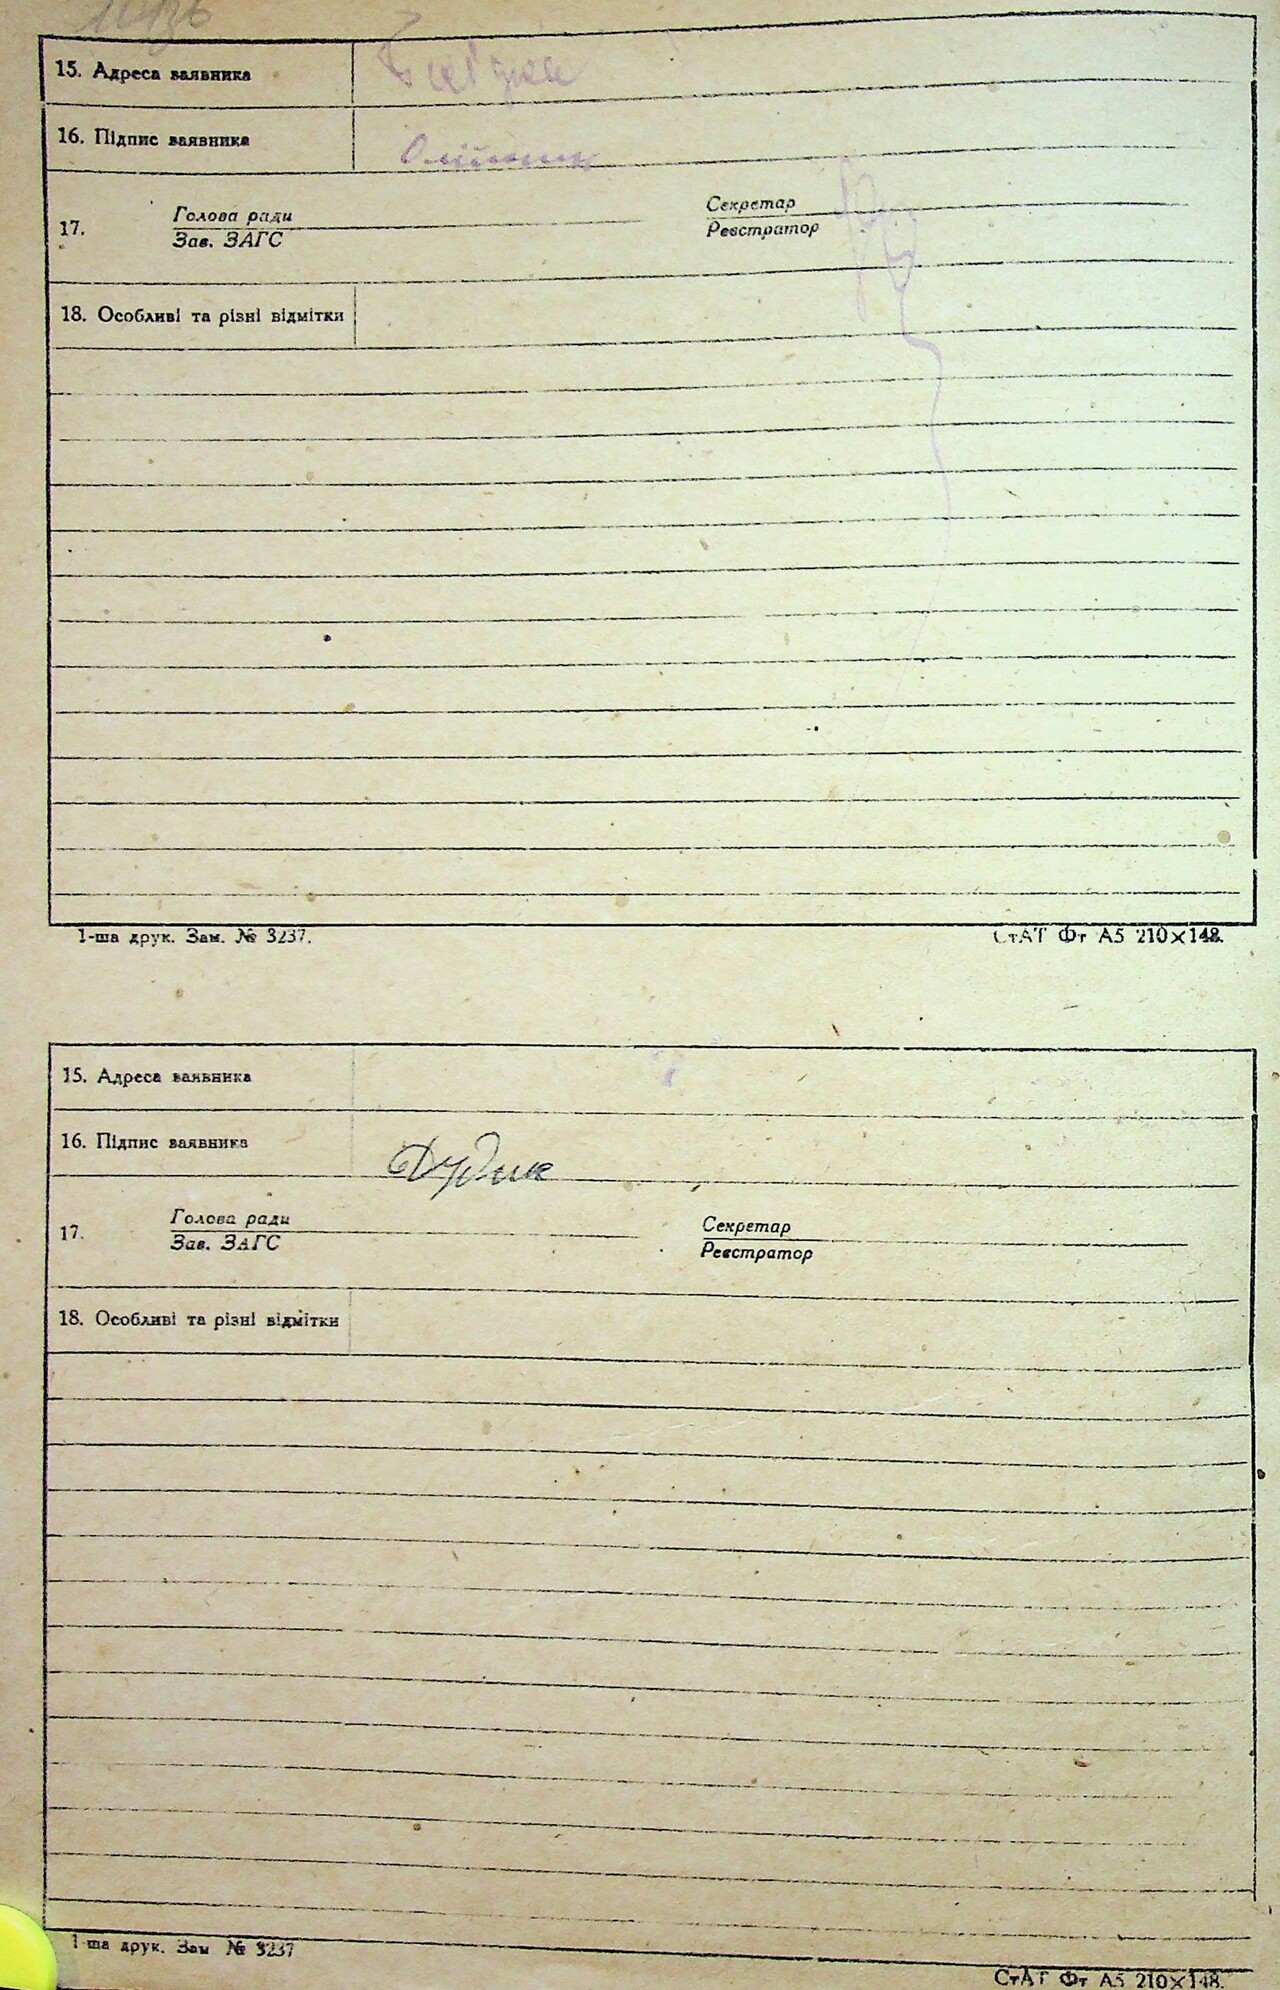 15. Адреса заявника
16. Підпис заявника Олійник
17. Голова ради Секретар
Зав. ЗАГС Реєстратор
18. Особливі та різні відмітки
1-ша друк. Зам. № 3237. СтАТ Фт А5 210×148.
15. Адреса заявника
16. Підпис заявника Дудник
17. Голова ради Секретар
Зав. ЗАГС Реєстратор
18. Особливі та різні відмітки
1-ша друк. Зам № 3237 СтАТ Фт А5 210×148.